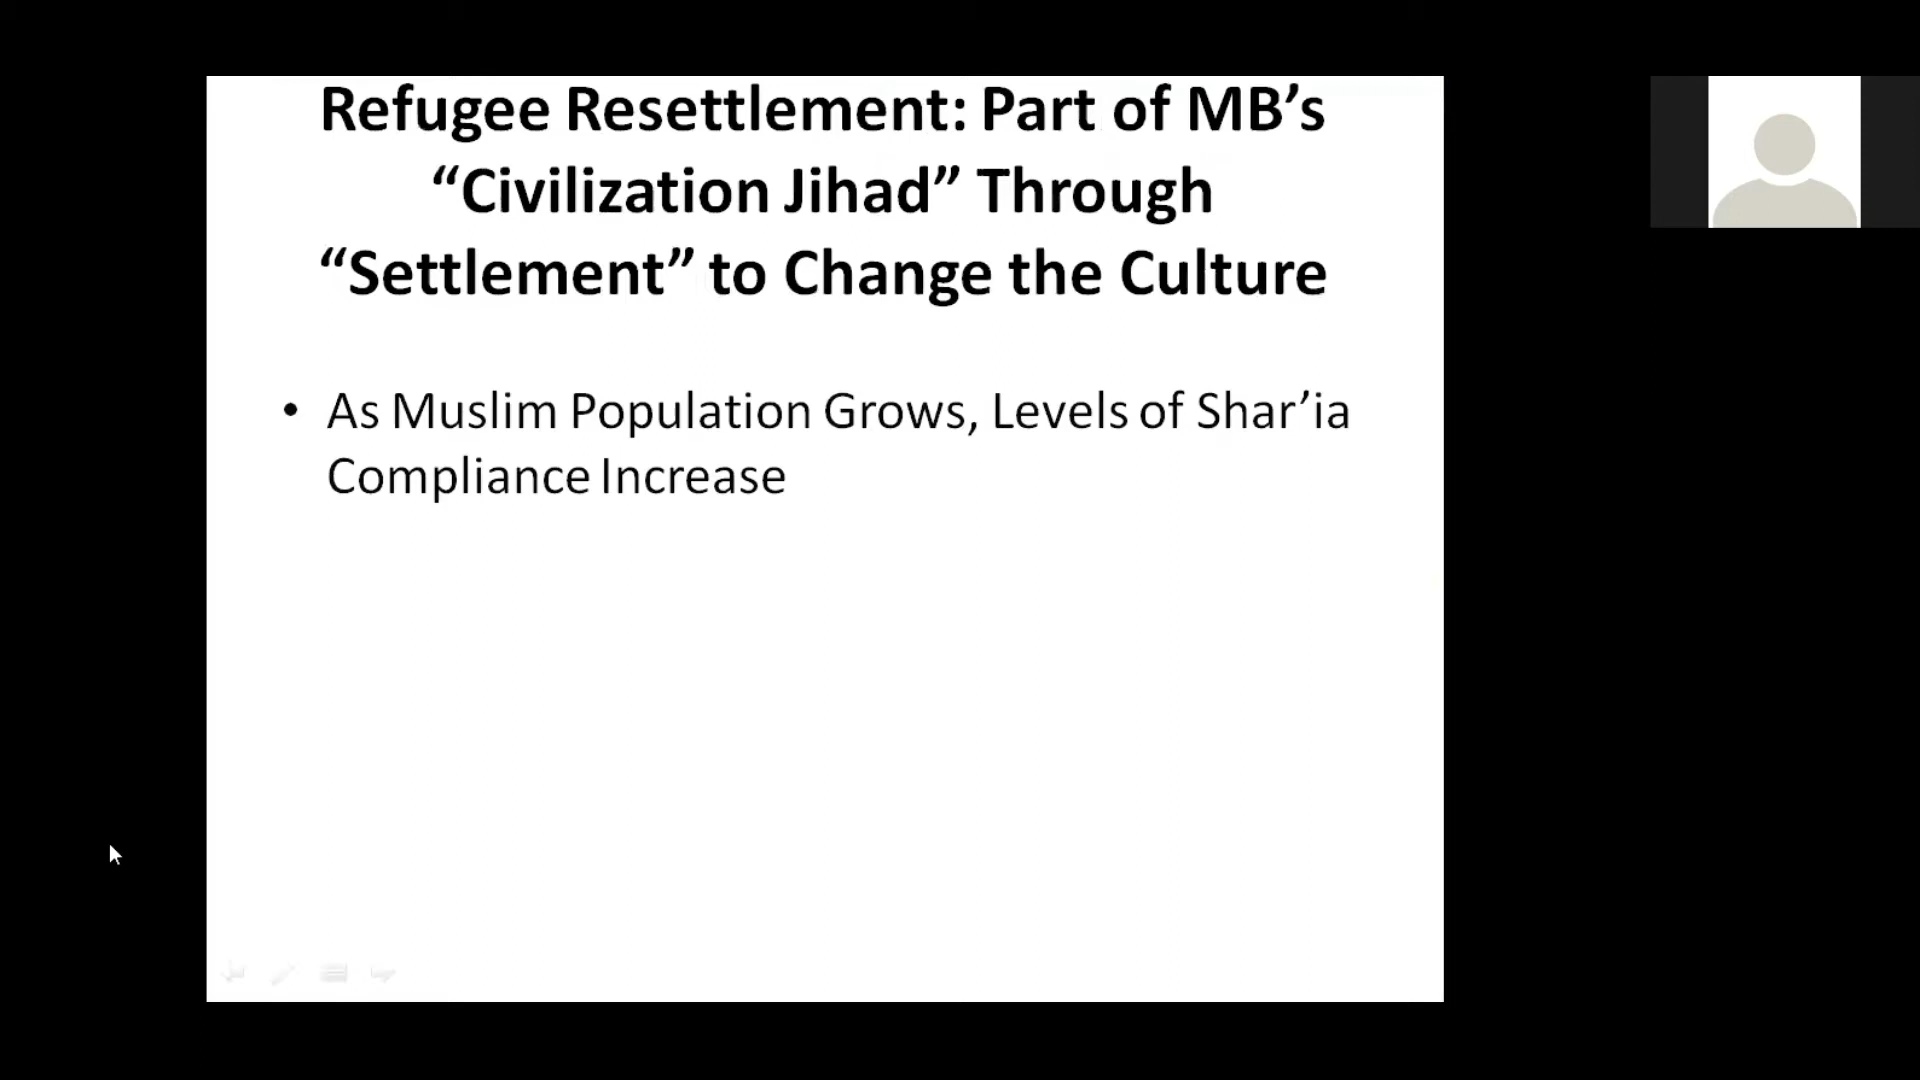 Refugee Resettlement: Part of MB’s
“Civilization Jihad” Through
“Settlement” to Change the Culture
• As Muslim Population Grows, Levels of Shar’ia
Compliance Increase